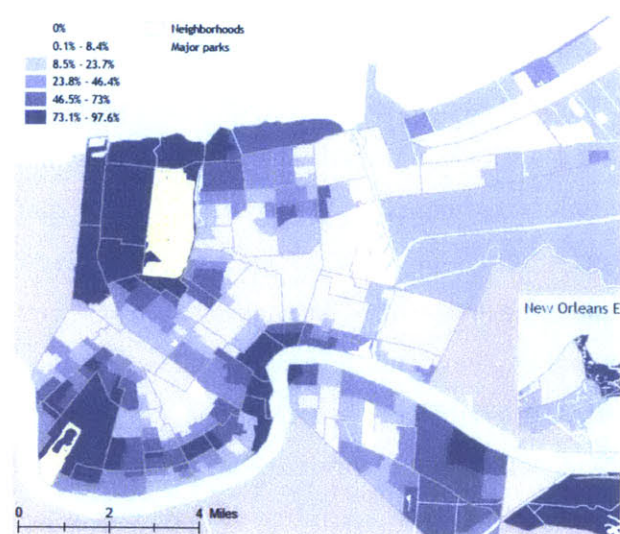 0%
Neighborhoods
0.1% - 8.4%
Major parks
8.5% - 23.7%
23.8% - 46.4%
46.5% - 73%
73.1% - 97.6%
New Orleans E
0 2 4 Miles